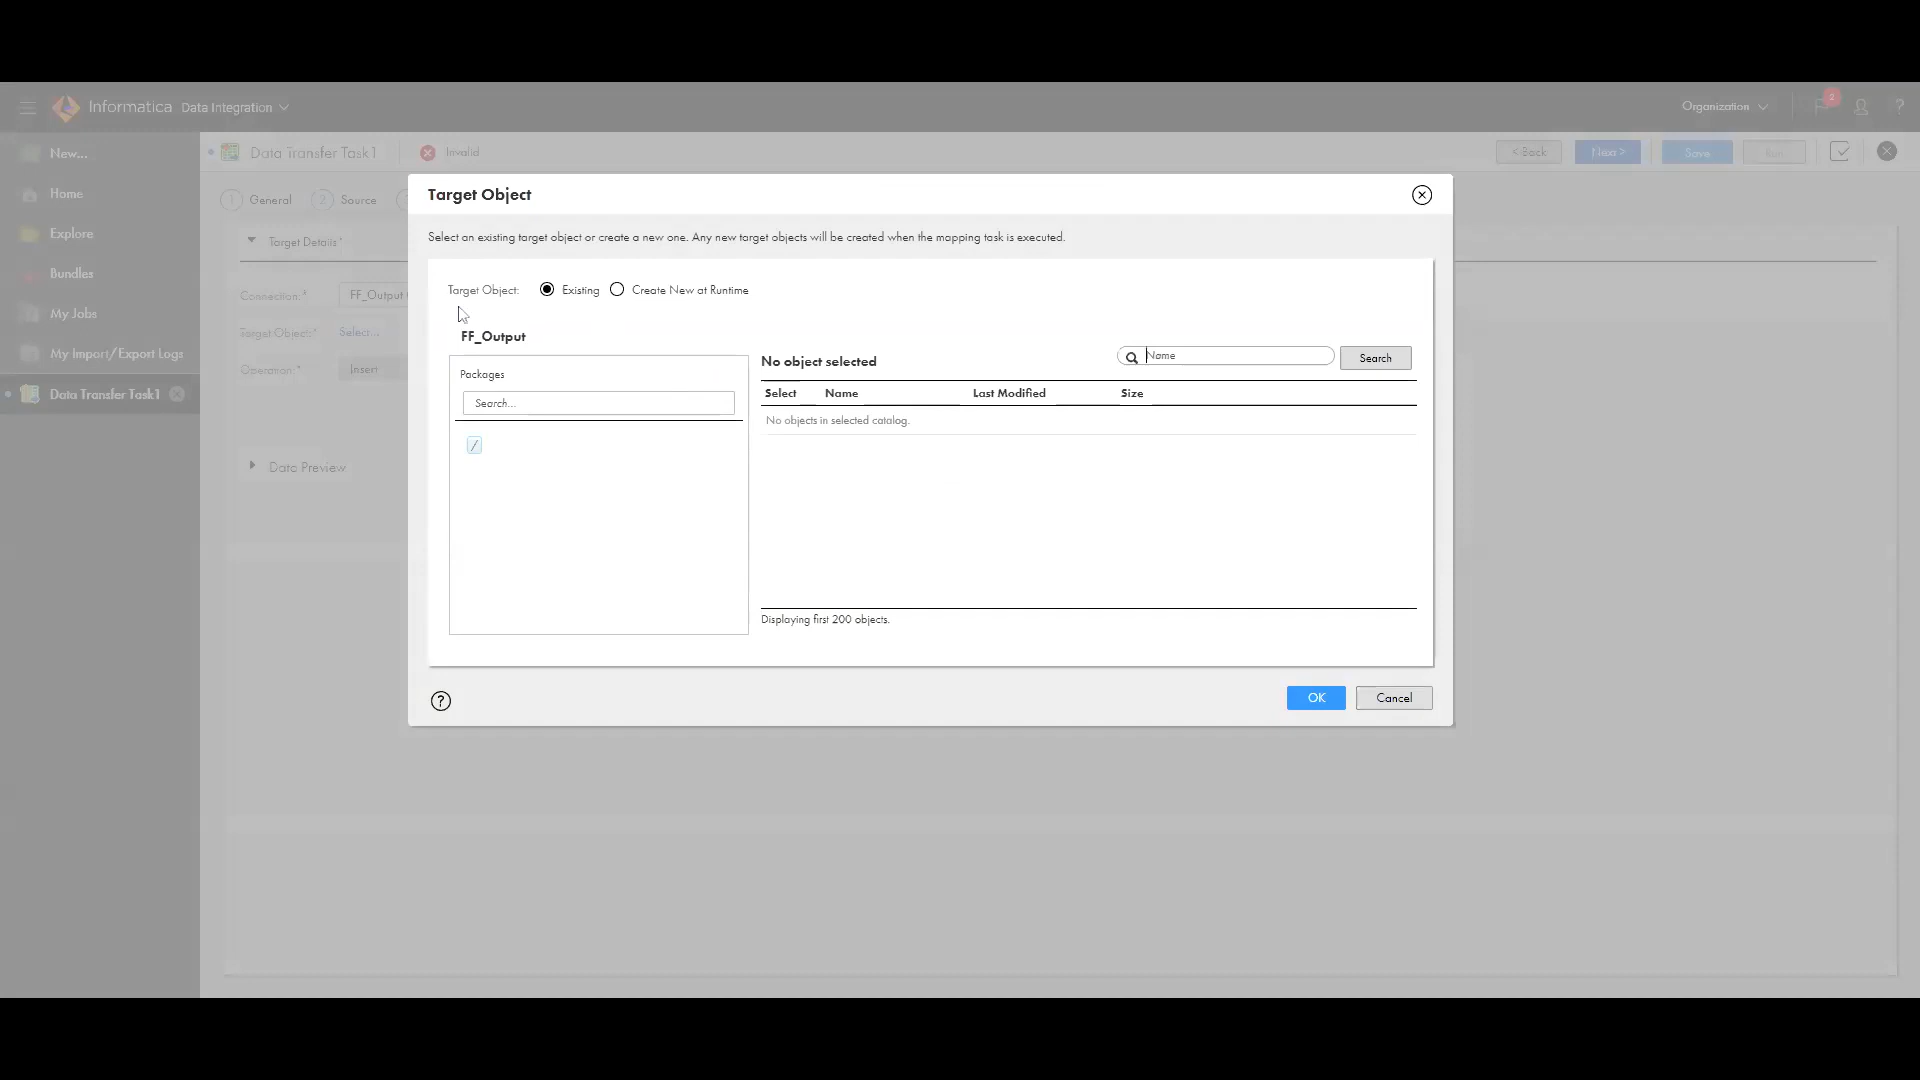 Informatica Data Integration
Organization
2
?
New...
Home
Explore
Bundles
My Jobs
My Import/Export Logs
Data Transfer Task1
Data Transfer Task1
Invalid
< Back
Next >
Save
Run
1 General
2 Source
Target Details*
Connection:*
FF_Output
Target Object:*
Select...
Operation:*
Insert
Data Preview
Target Object
Select an existing target object or create a new one. Any new target objects will be created when the mapping task is executed.
Target Object:
Existing
Create New at Runtime
FF_Output
Packages
Search...
/
No object selected
Name
Search
Select
Name
Last Modified
Size
No objects in selected catalog.
Displaying first 200 objects.
?
OK
Cancel